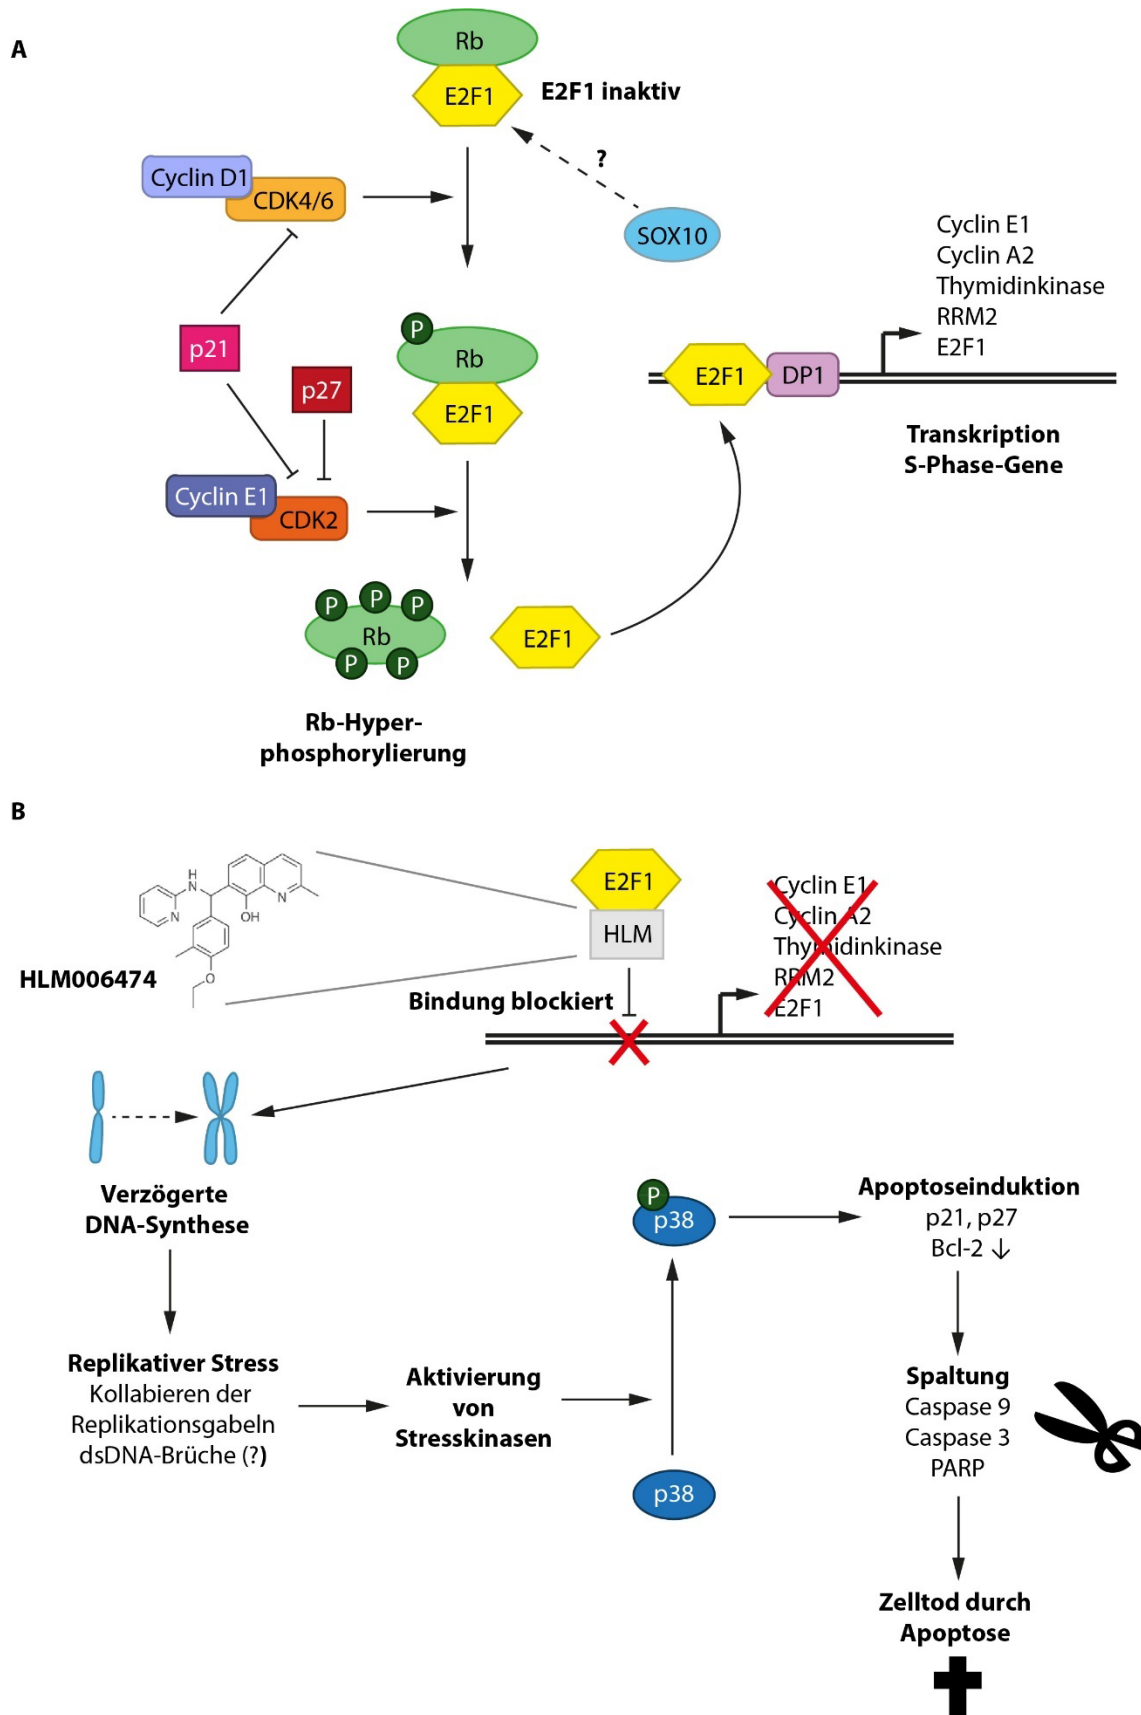 A
Rb
E2F1
E2F1 inaktiv
?
Cyclin D1
CDK4/6
SOX10
p21
p27
P
Rb
E2F1
Cyclin E1
CDK2
Cyclin E1
Cyclin A2
Thymidinkinase
RRM2
E2F1
E2F1
DP1
Transkription
S-Phase-Gene
P
P
P
P
P
Rb
E2F1
Rb-Hyper-
phosphorylierung
B
H
N
N
N
OH
O
HLM006474
E2F1
HLM
Bindung blockiert
Cyclin E1
Cyclin A2
Thymidinkinase
RRM2
E2F1
Verzögerte
DNA-Synthese
Replikativer Stress
Kollabieren der
Replikationsgabeln
dsDNA-Brüche (?)
Aktivierung
von
Stresskinasen
P
p38
p38
Apoptoseinduktion
p21, p27
Bcl-2 ↓
Spaltung
Caspase 9
Caspase 3
PARP
Zelltod durch
Apoptose